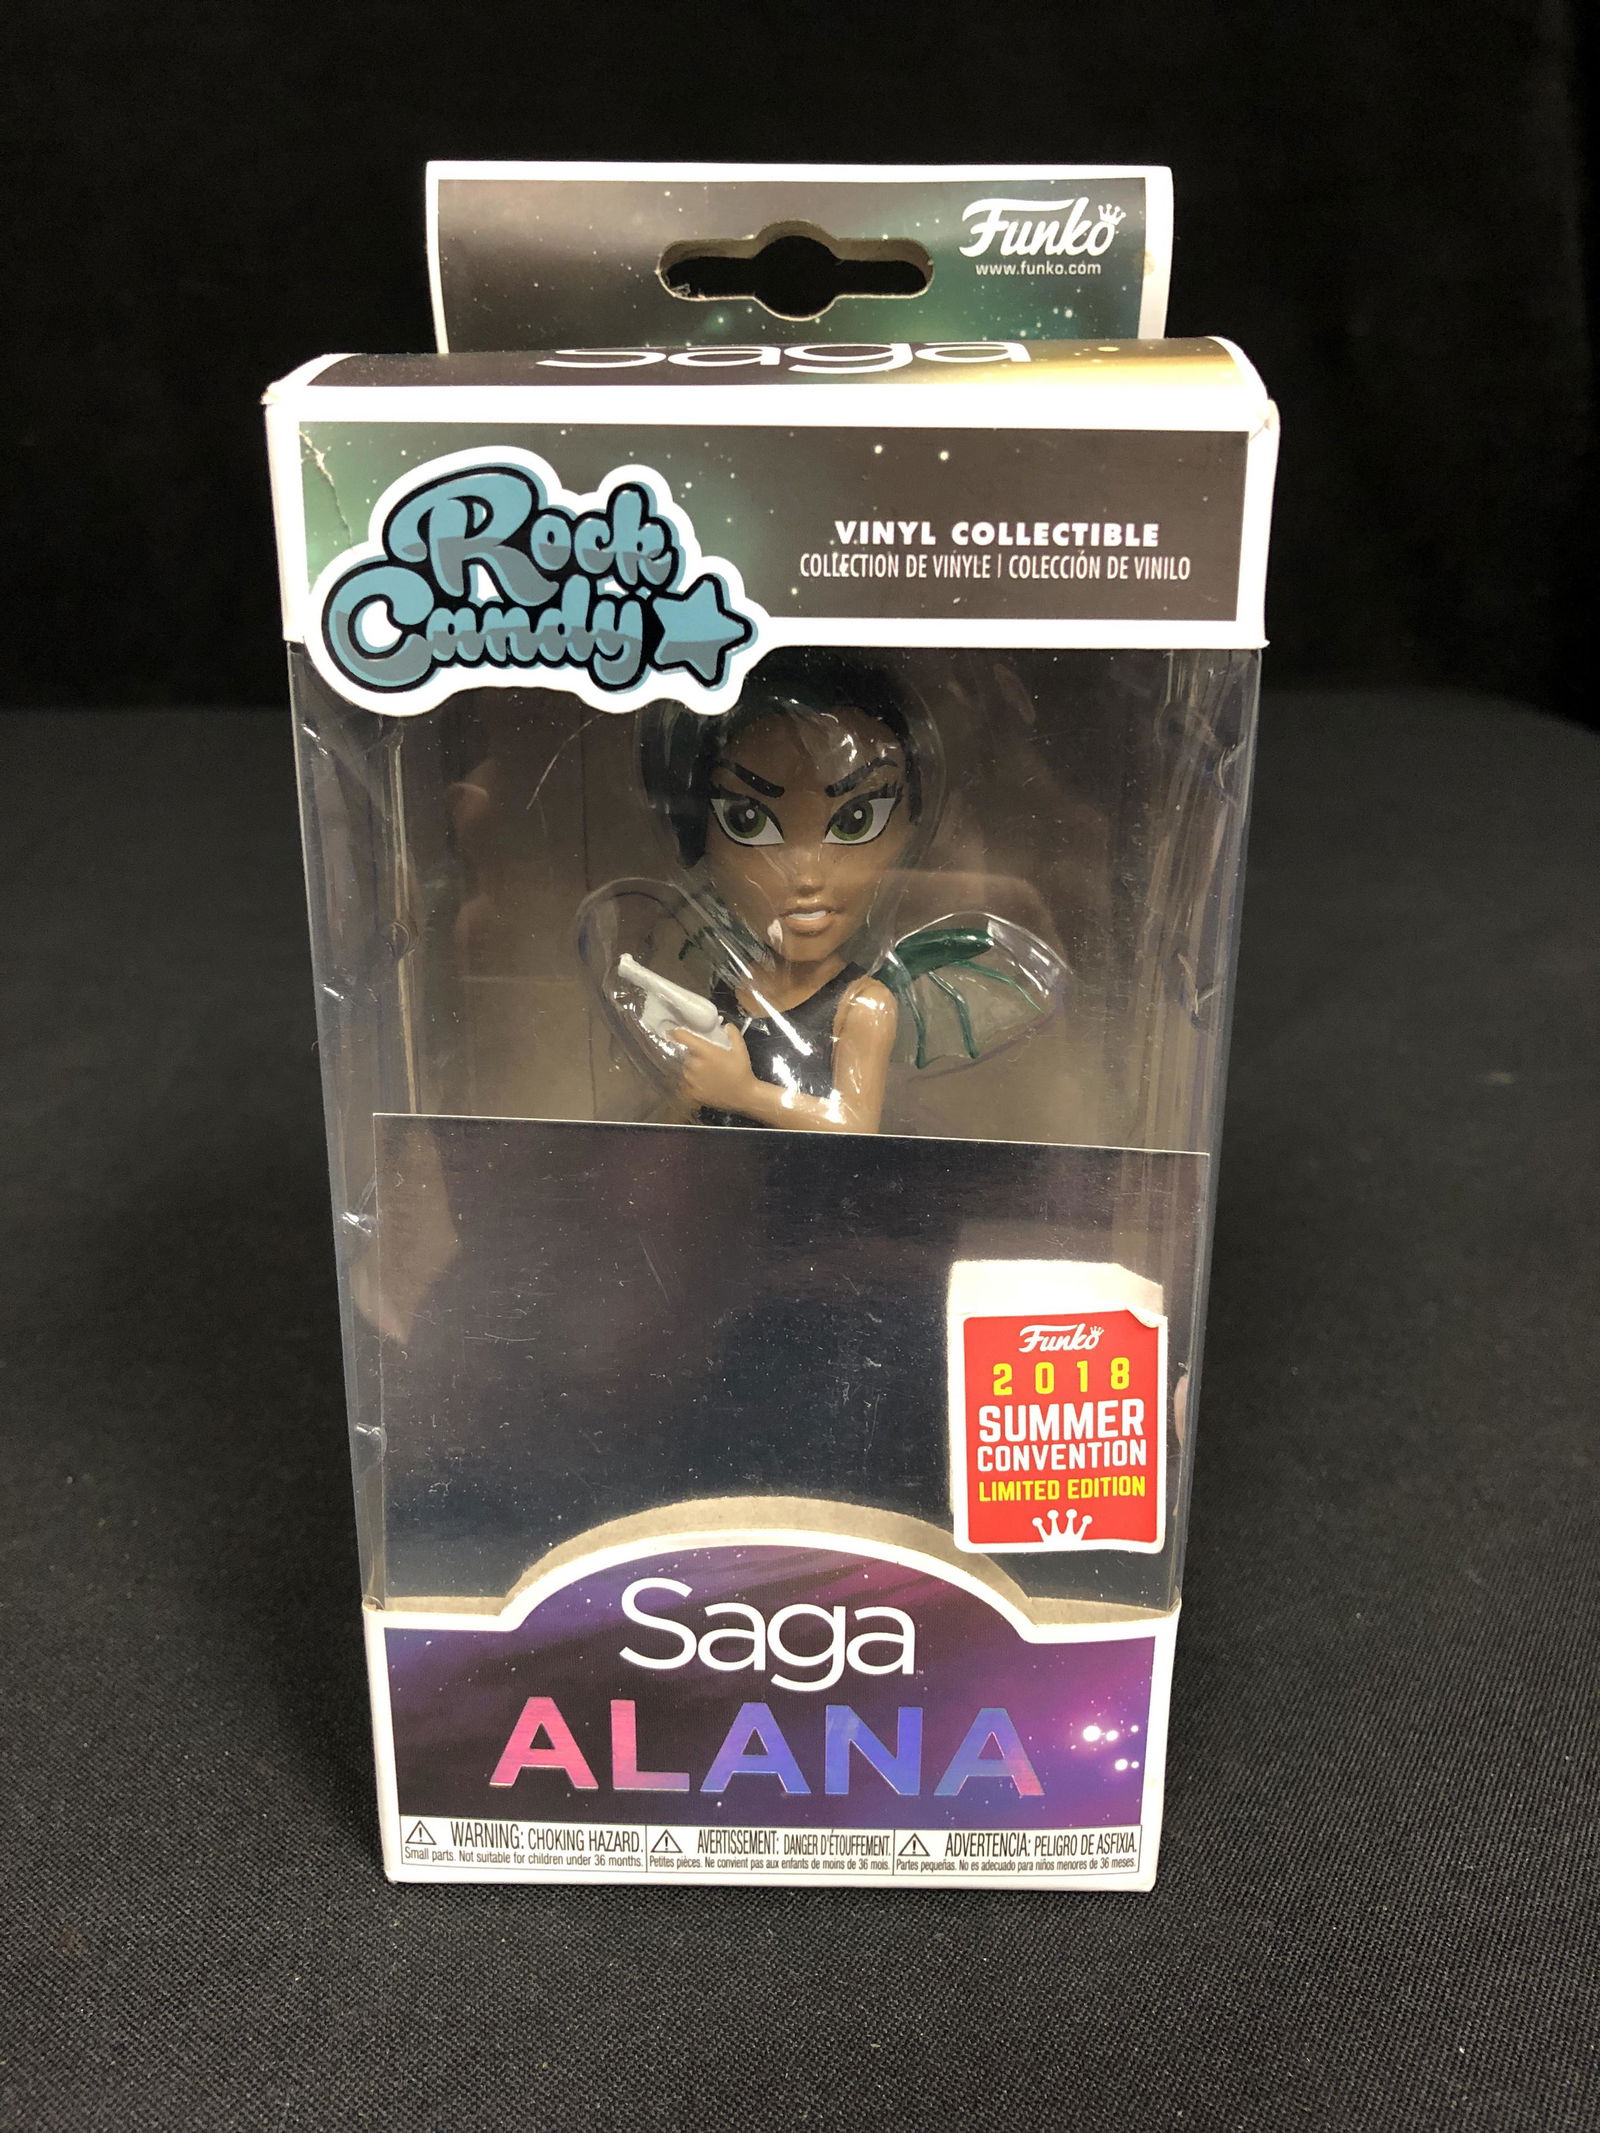 Funko
www.funko.com
saga
Rock
Candy
VINYL COLLECTIBLE
COLLECTION DE VINYLE | COLECCIÓN DE VINILO
Funko
2018
SUMMER
CONVENTION
LIMITED EDITION
Saga
ALANA
WARNING: CHOKING HAZARD.
Small parts. Not suitable for children under 36 months.
AVERTISSEMENT: DANGER D'ÉTOUFFEMENT.
Petites pièces. Ne convient pas aux enfants de moins de 36 mois.
ADVERTENCIA: PELIGRO DE ASFIXIA.
Partes pequeñas. No es adecuado para niños menores de 36 meses.